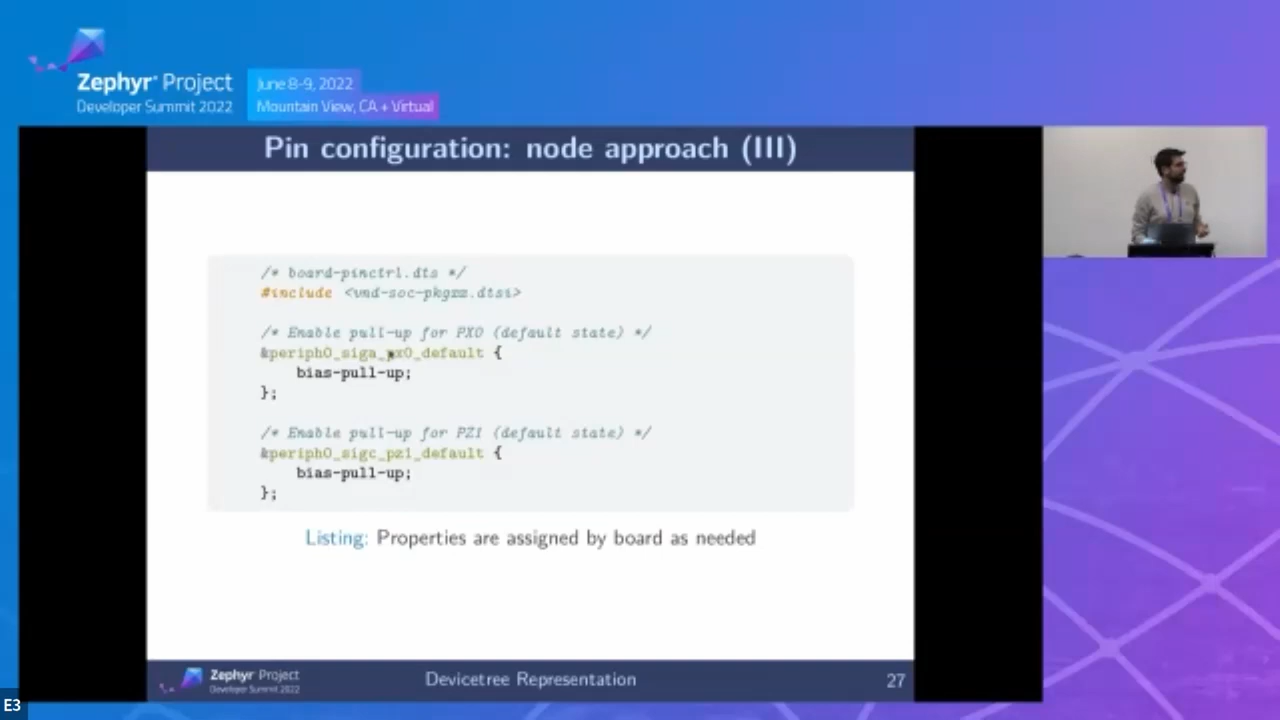 Zephyr® Project
Developer Summit 2022
June 8-9, 2022
Mountain View, CA + Virtual
Pin configuration: node approach (III)
/* board-pinctrl.dts */
#include <vnd-soc-pkgxx.dtsi>
/* Enable pull-up for PX0 (default state) */
&periph0_siga_px0_default {
bias-pull-up;
};
/* Enable pull-up for PZ1 (default state) */
&periph0_sigc_pz1_default {
bias-pull-up;
};
Listing: Properties are assigned by board as needed
Zephyr Project
Developer Summit 2022
Devicetree Representation
27
E3